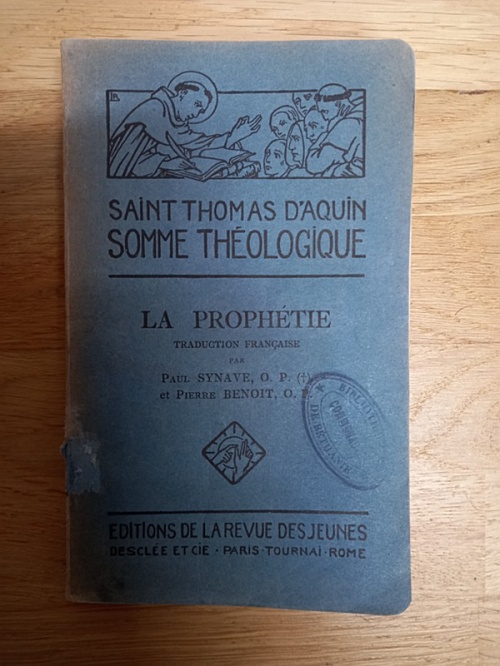 SAINT THOMAS D'AQUIN
SOMME THÉOLOGIQUE
LA PROPHÉTIE
TRADUCTION FRANÇAISE
PAR
PAUL SYNAVE, O. P. (†)
et PIERRE BENOIT, O.
EDITIONS DE LA REVUE DES JEUNES
DESCLÉE ET CIE · PARIS · TOURNAI · ROME